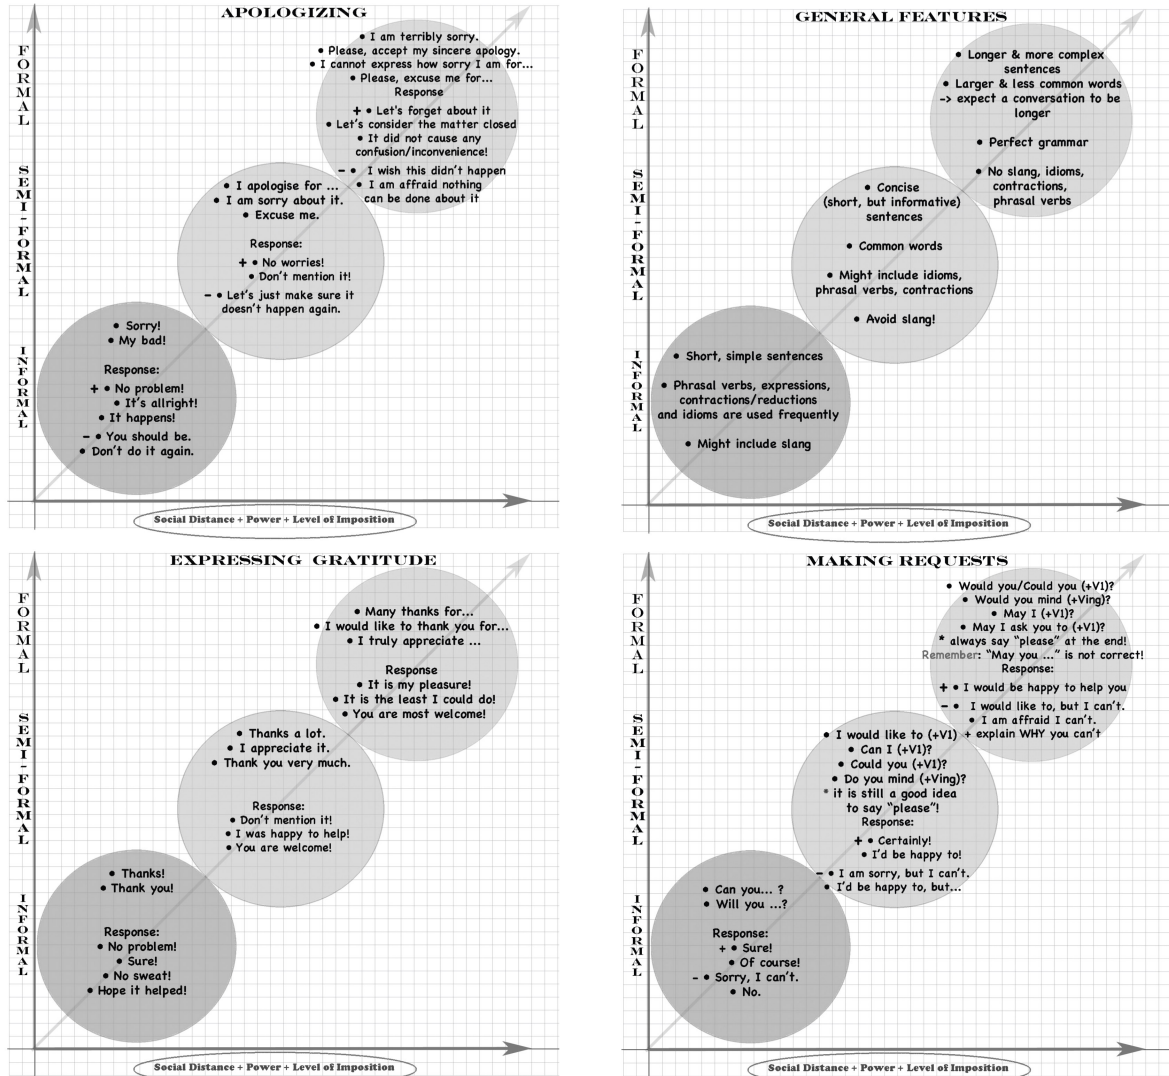 APOLOGIZING
FORMAL
SEMI-FORMAL
INFORMAL
• I am terribly sorry.
• Please, accept my sincere apology.
• I cannot express how sorry I am for...
• Please, excuse me for...
Response
+ • Let's forget about it
• Let's consider the matter closed
• It did not cause any
confusion/inconvenience!
- • I wish this didn't happen
• I am affraid nothing
can be done about it
• I apologise for ...
• I am sorry about it.
• Excuse me.
Response:
+ • No worries!
• Don't mention it!
- • Let's just make sure it
doesn't happen again.
• Sorry!
• My bad!
Response:
+ • No problem!
• It's allright!
• It happens!
- • You should be.
• Don't do it again.
Social Distance + Power + Level of Imposition
GENERAL FEATURES
FORMAL
SEMI-FORMAL
INFORMAL
• Longer & more complex
sentences
• Larger & less common words
-> expect a conversation to be
longer
• Perfect grammar
• No slang, idioms,
contractions,
phrasal verbs
• Concise
(short, but informative)
sentences
• Common words
• Might include idioms,
phrasal verbs, contractions
• Avoid slang!
• Short, simple sentences
• Phrasal verbs, expressions,
contractions/reductions
and idioms are used frequently
• Might include slang
Social Distance + Power + Level of Imposition
EXPRESSING GRATITUDE
FORMAL
SEMI-FORMAL
INFORMAL
• Many thanks for...
• I would like to thank you for...
• I truly appreciate ...
Response
• It is my pleasure!
• It is the least I could do!
• You are most welcome!
• Thanks a lot.
• I appreciate it.
• Thank you very much.
Response:
• Don't mention it!
• I was happy to help!
• You are welcome!
• Thanks!
• Thank you!
Response:
• No problem!
• Sure!
• No sweat!
• Hope it helped!
Social Distance + Power + Level of Imposition
MAKING REQUESTS
FORMAL
SEMI-FORMAL
INFORMAL
• Would you/Could you (+V1)?
• Would you mind (+Ving)?
• May I (+V1)?
• May I ask you to (+V1)?
* always say "please" at the end!
Remember: "May you ..." is not correct!
Response:
+ • I would be happy to help you
- • I would like to, but I can't.
• I am affraid I can't.
+ explain WHY you can't
• I would like to (+V1)
• Can I (+V1)?
• Could you (+V1)?
• Do you mind (+Ving)?
* it is still a good idea
to say "please"!
Response:
+ • Certainly!
• I'd be happy to!
- • I am sorry, but I can't.
• I'd be happy to, but...
• Can you... ?
• Will you ...?
Response:
+ • Sure!
• Of course!
- • Sorry, I can't.
• No.
Social Distance + Power + Level of Imposition